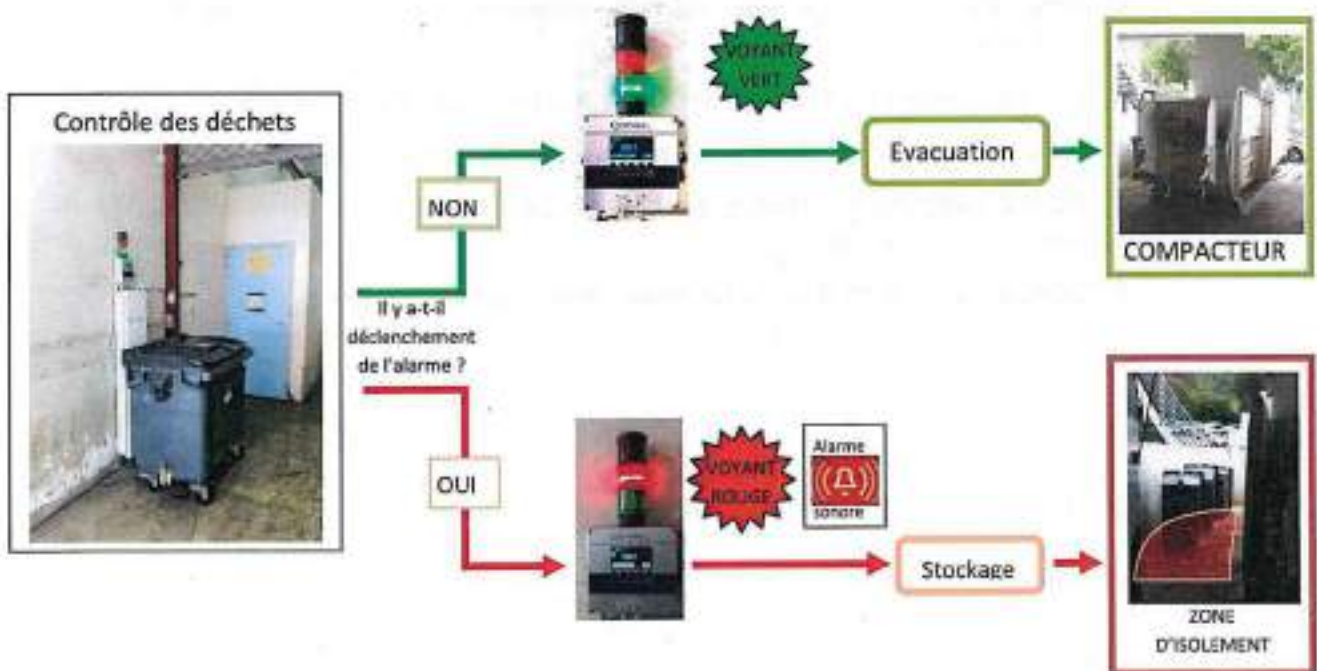 Contrôle des déchets
NON
VOYANT
VERT
Evacuation
COMPACTEUR
Il y a-t-il
déclenchement
de l'alarme ?
OUI
VOYANT
ROUGE
Alarme
sonore
Stockage
ZONE
D'ISOLEMENT